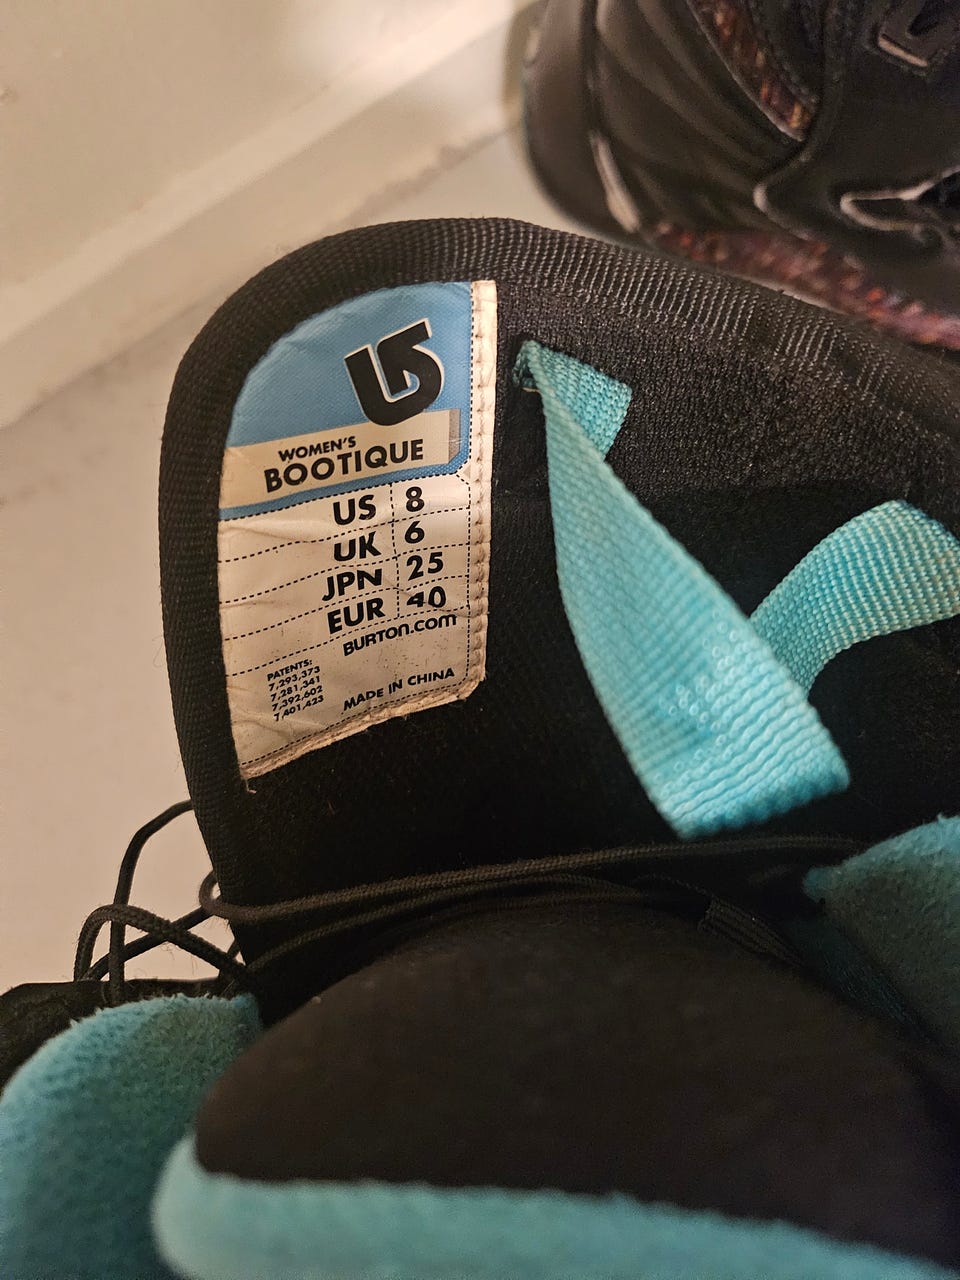 WOMEN'S
BOOTIQUE
US 8
UK 6
JPN 25
EUR 40
BURTON.COM
PATENTS:
7,293,373
7,281,341
7,392,602
7,401,423
MADE IN CHINA